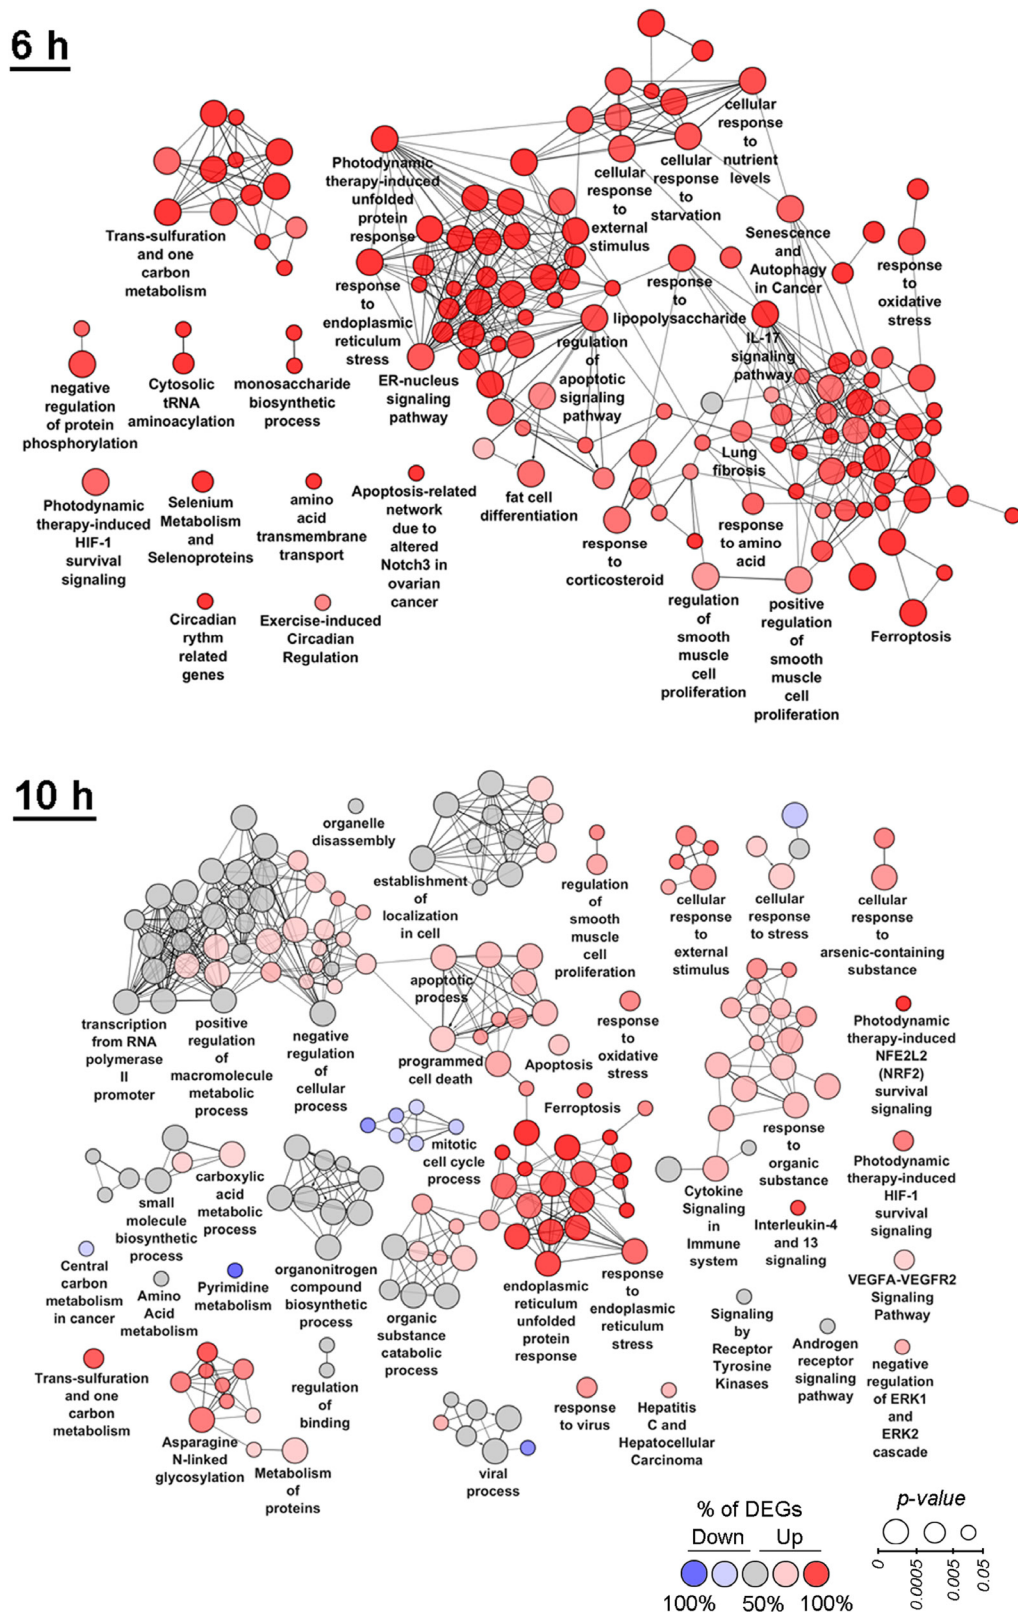 6 h
cellular
response
to
nutrient
levels
Photodynamic
therapy-induced
unfolded
protein
response
cellular
response
to
external
stimulus
cellular
response to
starvation
Trans-sulfuration
and one
carbon
metabolism
Senescence
and
Autophagy
in Cancer
response
to
oxidative
stress
response
to
endoplasmic
reticulum
stress
response
to
lipopolysaccharide
IL-17
signaling
pathway
regulation
of
apoptotic
signaling
pathway
ER-nucleus
signaling
pathway
negative
regulation
of protein
phosphorylation
Cytosolic
tRNA
aminoacylation
monosaccharide
biosynthetic
process
Lung
fibrosis
Photodynamic
therapy-induced
HIF-1
survival
signaling
Selenium
Metabolism
and
Selenoproteins
amino
acid
transmembrane
transport
Apoptosis-related
network
due to
altered
Notch3 in
ovarian
cancer
fat cell
differentiation
response
to
corticosteroid
response
to amino
acid
Circadian
rythm
related
genes
Exercise-induced
Circadian
Regulation
regulation
of
smooth
muscle
cell
proliferation
positive
regulation
of
smooth
muscle
cell
proliferation
Ferroptosis
10 h
organelle
disassembly
establishment
of
localization
in cell
regulation
of
smooth
muscle
cell
proliferation
cellular
response
to
external
stimulus
cellular
response
to stress
cellular
response
to
arsenic-containing
substance
transcription
from RNA
polymerase
II
promoter
positive
regulation
of
macromolecule
metabolic
process
negative
regulation
of
cellular
process
apoptotic
process
programmed
cell death
Apoptosis
response
to
oxidative
stress
Photodynamic
therapy-induced
NFE2L2
(NRF2)
survival
signaling
Ferroptosis
mitotic
cell cycle
process
response
to
organic
substance
small
molecule
biosynthetic
process
carboxylic
acid
metabolic
process
Cytokine
Signaling
in
Immune
system
Interleukin-4
and 13
signaling
Photodynamic
therapy-induced
HIF-1
survival
signaling
Central
carbon
metabolism
in cancer
Amino
Acid
metabolism
Pyrimidine
metabolism
organonitrogen
compound
biosynthetic
process
organic
substance
catabolic
process
endoplasmic
reticulum
unfolded
protein
response
response
to
endoplasmic
reticulum
stress
VEGFA-VEGFR2
Signaling
Pathway
Signaling
by
Receptor
Tyrosine
Kinases
Androgen
receptor
signaling
pathway
negative
regulation
of ERK1
and
ERK2
cascade
Trans-sulfuration
and one
carbon
metabolism
regulation
of
binding
Asparagine
N-linked
glycosylation
Metabolism
of
proteins
viral
process
response
to virus
Hepatitis
C and
Hepatocellular
Carcinoma
% of DEGs
Down Up
100% 50% 100%
p-value
0 0.0005 0.005 0.05